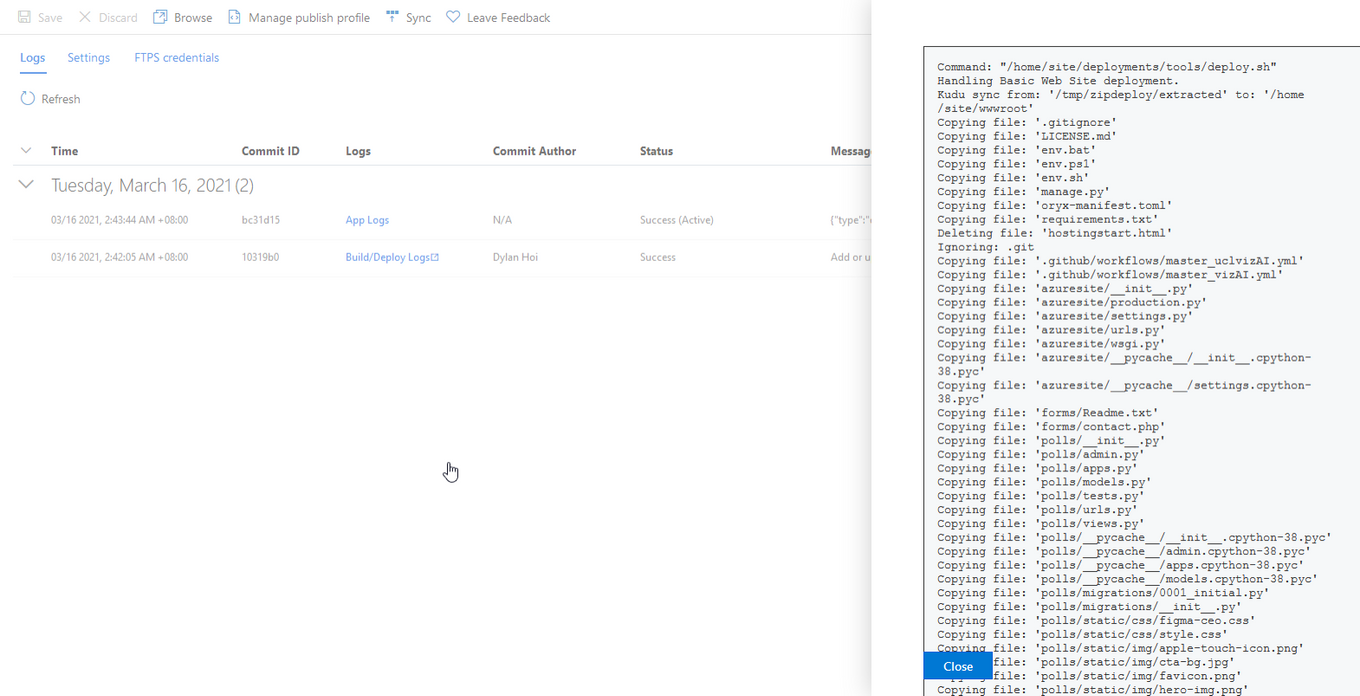 Save Discard Browse Manage publish profile Sync Leave Feedback
Logs Settings FTPS credentials
Refresh
Time Commit ID Logs Commit Author Status Messag
Tuesday, March 16, 2021 (2)
03/16 2021, 2:43:44 AM +08:00 bc31d15 App Logs N/A Success (Active) {"type":"
03/16 2021, 2:42:05 AM +08:00 10319b0 Build/Deploy Logs Dylan Hoi Success Add or u
Command: "/home/site/deployments/tools/deploy.sh"
Handling Basic Web Site deployment.
Kudu sync from: '/tmp/zipdeploy/extracted' to: '/home
/site/wwwroot'
Copying file: '.gitignore'
Copying file: 'LICENSE.md'
Copying file: 'env.bat'
Copying file: 'env.ps1'
Copying file: 'env.sh'
Copying file: 'manage.py'
Copying file: 'oryx-manifest.toml'
Copying file: 'requirements.txt'
Deleting file: 'hostingstart.html'
Ignoring: .git
Copying file: '.github/workflows/master_uclvizAI.yml'
Copying file: '.github/workflows/master_vizAI.yml'
Copying file: 'azuresite/__init__.py'
Copying file: 'azuresite/production.py'
Copying file: 'azuresite/settings.py'
Copying file: 'azuresite/urls.py'
Copying file: 'azuresite/wsgi.py'
Copying file: 'azuresite/__pycache__/__init__.cpython-
38.pyc'
Copying file: 'azuresite/__pycache__/settings.cpython-
38.pyc'
Copying file: 'forms/Readme.txt'
Copying file: 'forms/contact.php'
Copying file: 'polls/__init__.py'
Copying file: 'polls/admin.py'
Copying file: 'polls/apps.py'
Copying file: 'polls/models.py'
Copying file: 'polls/tests.py'
Copying file: 'polls/urls.py'
Copying file: 'polls/views.py'
Copying file: 'polls/__pycache__/__init__.cpython-38.pyc'
Copying file: 'polls/__pycache__/admin.cpython-38.pyc'
Copying file: 'polls/__pycache__/apps.cpython-38.pyc'
Copying file: 'polls/__pycache__/models.cpython-38.pyc'
Copying file: 'polls/migrations/0001_initial.py'
Copying file: 'polls/migrations/__init__.py'
Copying file: 'polls/static/css/figma-ceo.css'
Copying file: 'polls/static/css/style.css'
Copying file: 'polls/static/img/apple-touch-icon.png'
Close file: 'polls/static/img/cta-bg.jpg'
file: 'polls/static/img/favicon.png'
Copying file: 'polls/static/img/hero-img.png'